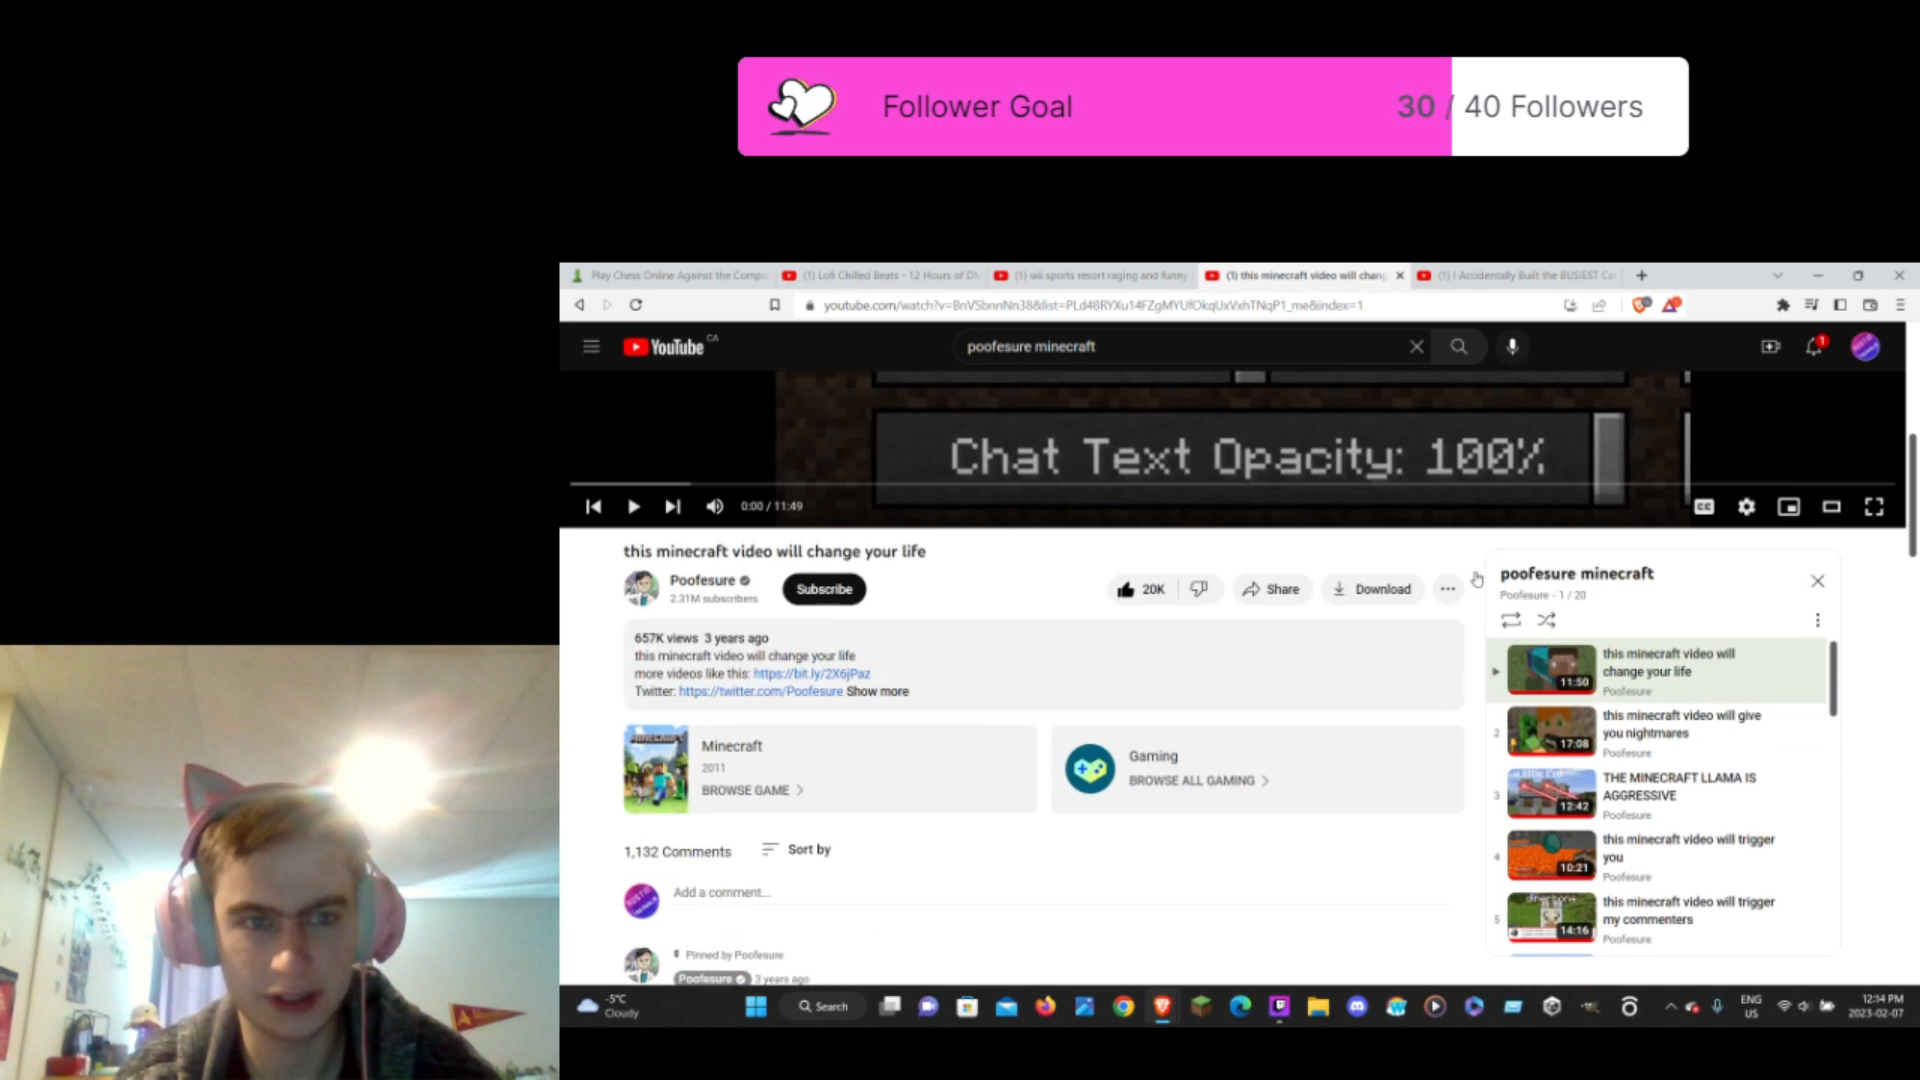 Follower Goal
30 / 40 Followers
Play Chess Online Against the Compu
(1) Lofi Chilled Beats - 12 Hours of
(1) wii sports resort raging and funny
(1) this minecraft video will chang
(1) I Accidentally Built the BUSIEST
youtube.com/watch?v=BnVSbnnNn38&list=PLd48RYXu14FZgMYUfOkqUxVxhTNqP1_me&index=1
YouTube CA
poofesure minecraft
1
Chat Text Opacity: 100%
0:00 / 11:49
CC
this minecraft video will change your life
Poofesure
2.31M subscribers
Subscribe
20K
Share
Download
657K views 3 years ago
this minecraft video will change your life
more videos like this: https://bit.ly/2X6jPaz
Twitter: https://twitter.com/Poofesure Show more
Minecraft
2011
BROWSE GAME
Gaming
BROWSE ALL GAMING
1,132 Comments
Sort by
Add a comment...
Pinned by Poofesure
Poofesure
3 years ago
poofesure minecraft
Poofesure - 1 / 20
11:50
this minecraft video will
change your life
Poofesure
2
17:08
this minecraft video will give
you nightmares
Poofesure
3
12:42
THE MINECRAFT LLAMA IS
AGGRESSIVE
Poofesure
4
10:21
this minecraft video will trigger
you
Poofesure
5
14:16
this minecraft video will trigger
my commenters
Poofesure
-5°C
Cloudy
Search
ENG
US
12:14 PM
2023-02-07